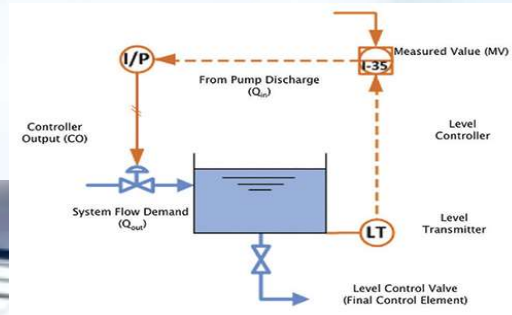 I/P
I-35
Measured Value (MV)
From Pump Discharge
(Qin)
Controller
Output (CO)
Level
Controller
System Flow Demand
(Qout)
LT
Level
Transmitter
Level Control Valve
(Final Control Element)